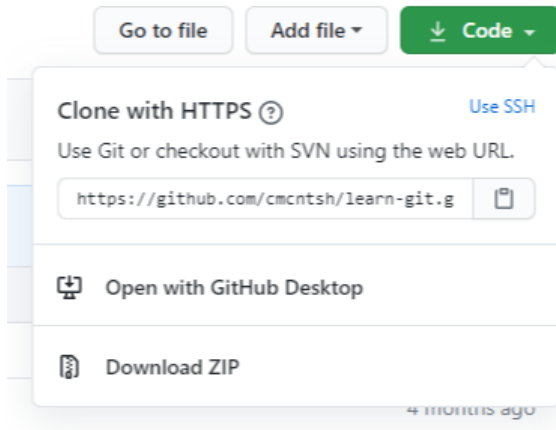 Go to file Add file Code
Clone with HTTPS Use SSH
Use Git or checkout with SVN using the web URL.
https://github.com/cmcntsh/learn-git.g
Open with GitHub Desktop
Download ZIP
4 months ago